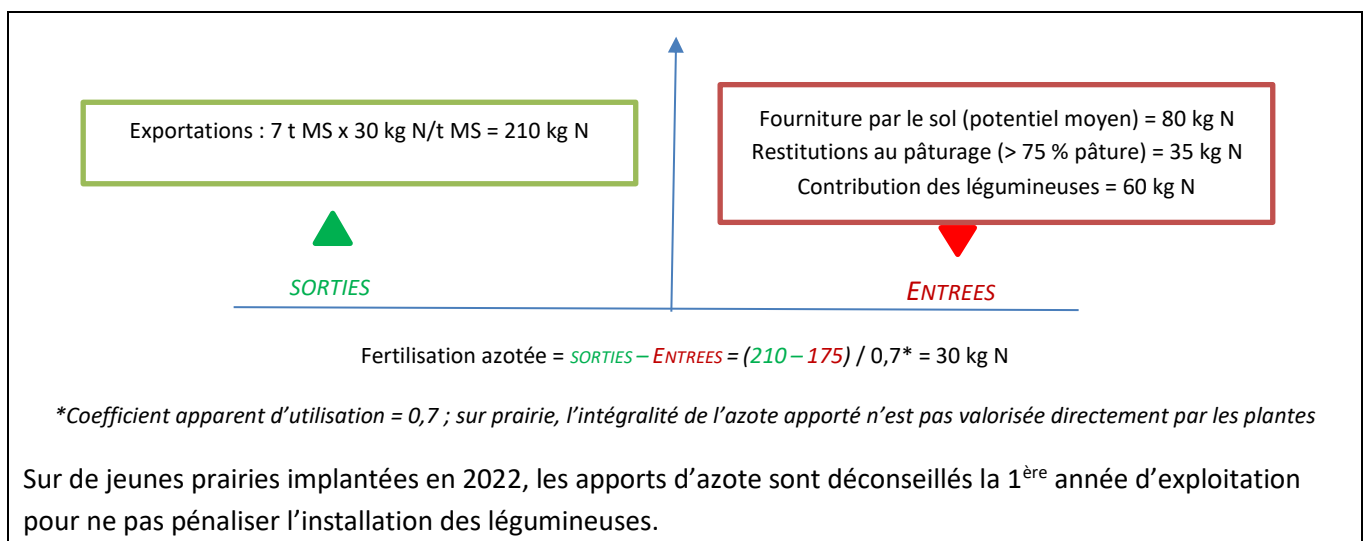 Exportations : 7 t MS x 30 kg N/t MS = 210 kg N
Fourniture par le sol (potentiel moyen) = 80 kg N
Restitutions au pâturage (> 75 % pâture) = 35 kg N
Contribution des légumineuses = 60 kg N
SORTIES
ENTREES
Fertilisation azotée = SORTIES – ENTREES = (210 – 175) / 0,7* = 30 kg N
*Coefficient apparent d’utilisation = 0,7 ; sur prairie, l’intégralité de l’azote apporté n’est pas valorisée directement par les plantes
Sur de jeunes prairies implantées en 2022, les apports d’azote sont déconseillés la 1ère année d’exploitation
pour ne pas pénaliser l’installation des légumineuses.